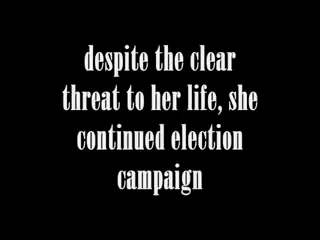 despite the clear
threat to her life, she
continued election
campaign